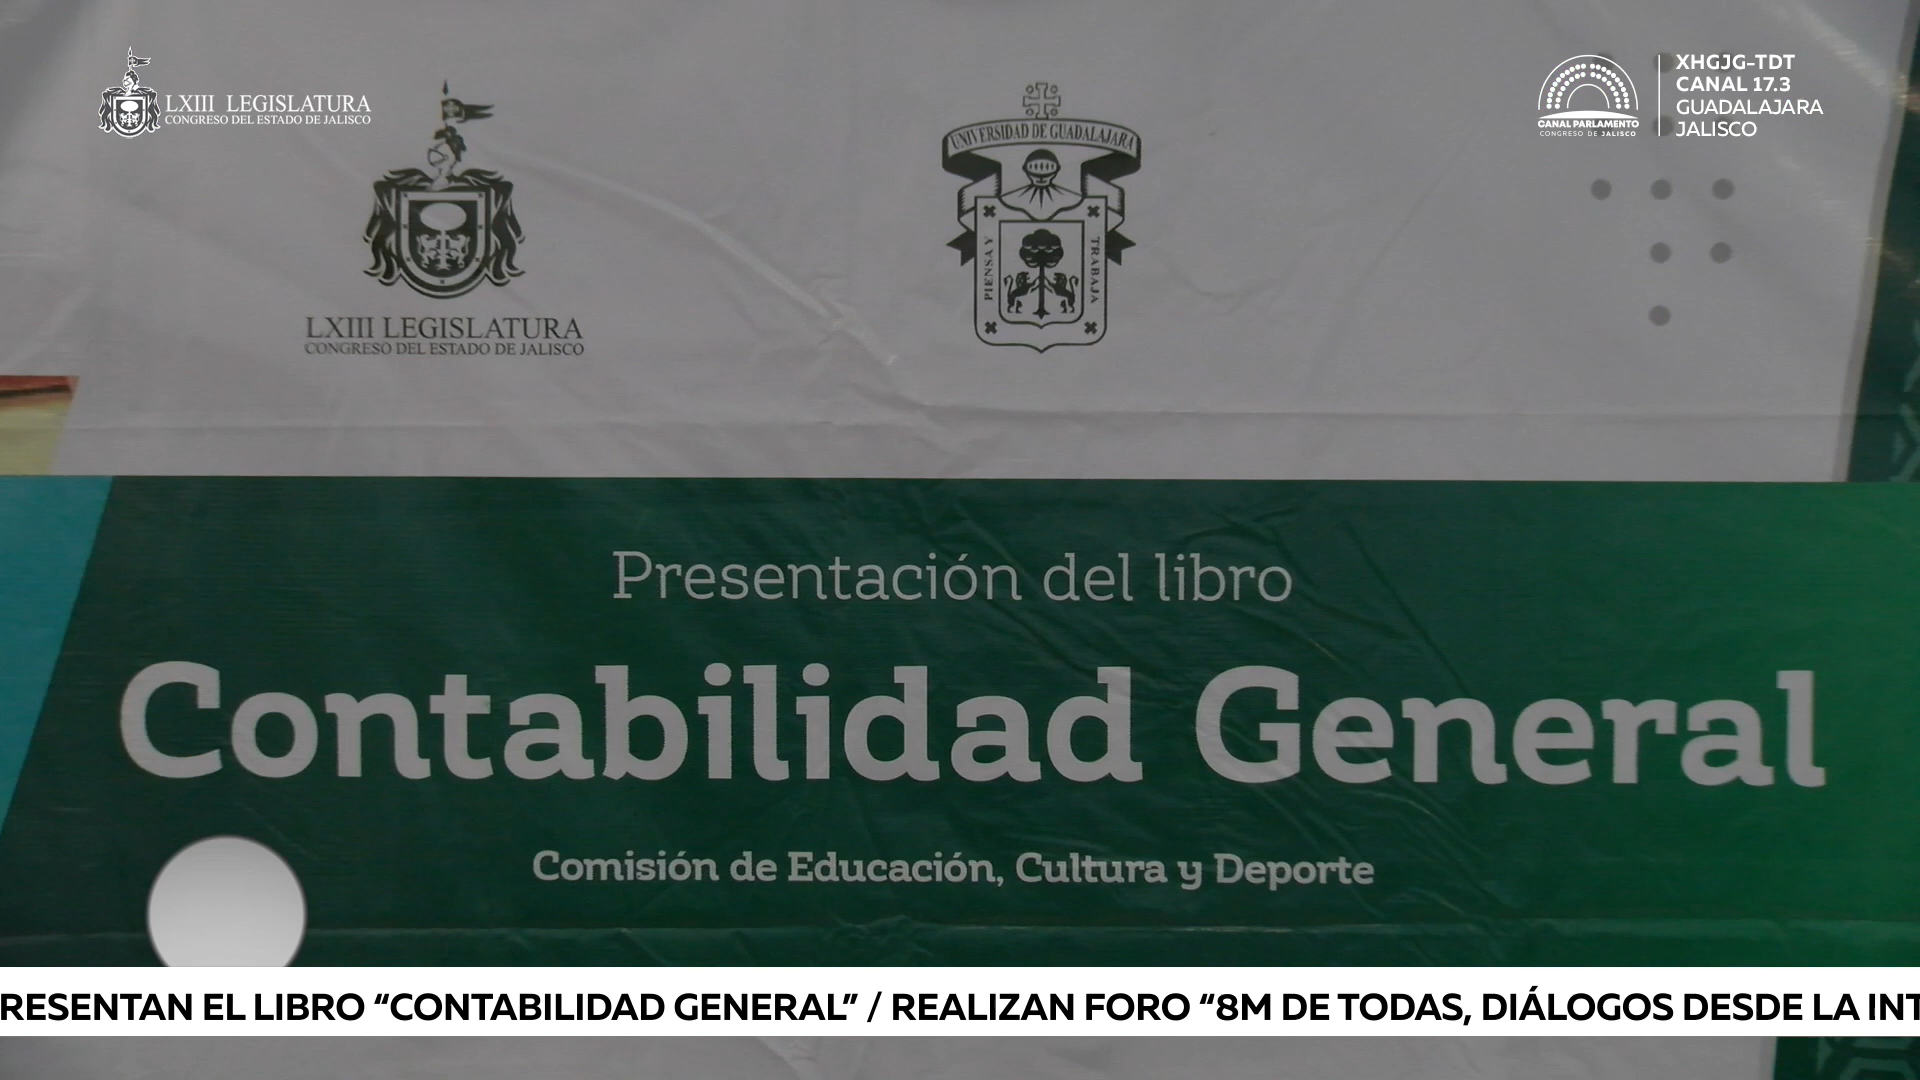 LXIII LEGISLATURA
CONGRESO DEL ESTADO DE JALISCO
CANAL PARLAMENTO
CONGRESO DE JALISCO
XHGJG-TDT
CANAL 17.3
GUADALAJARA
JALISCO
LXIII LEGISLATURA
CONGRESO DEL ESTADO DE JALISCO
UNIVERSIDAD DE GUADALAJARA
PIENSA Y
TRABAJA
Presentación del libro
Contabilidad General
Comisión de Educación, Cultura y Deporte
RESENTAN EL LIBRO “CONTABILIDAD GENERAL” / REALIZAN FORO “8M DE TODAS, DIÁLOGOS DESDE LA INT